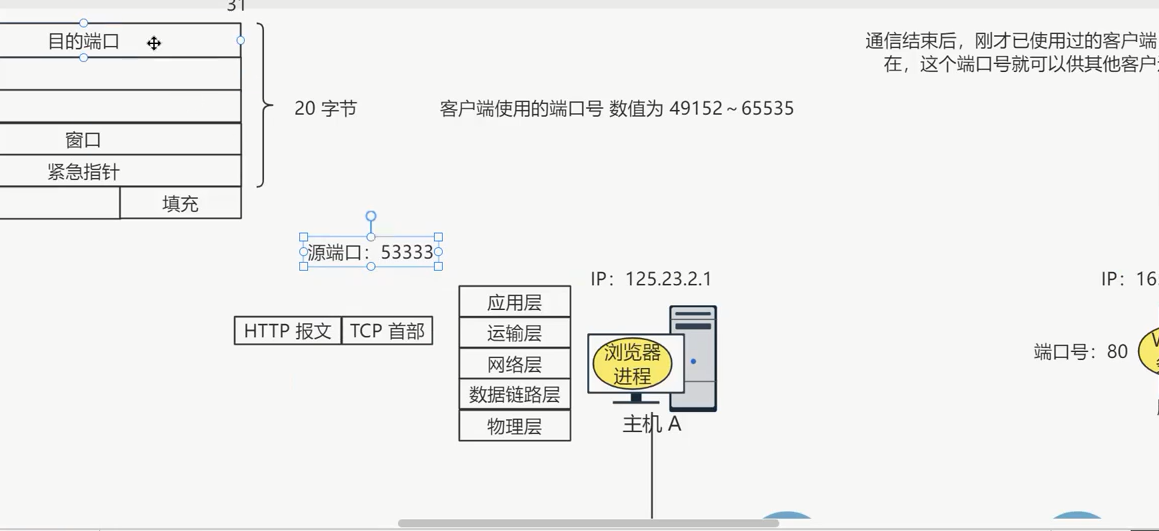 31
目的端口
通信结束后，刚才已使用过的客户端
在，这个端口号就可以供其他客户
20 字节
客户端使用的端口号 数值为 49152～65535
窗口
紧急指针
填充
源端口：53333
IP：125.23.2.1
IP：16
应用层
HTTP 报文
TCP 首部
运输层
浏览器
进程
端口号：80
网络层
数据链路层
物理层
主机 A